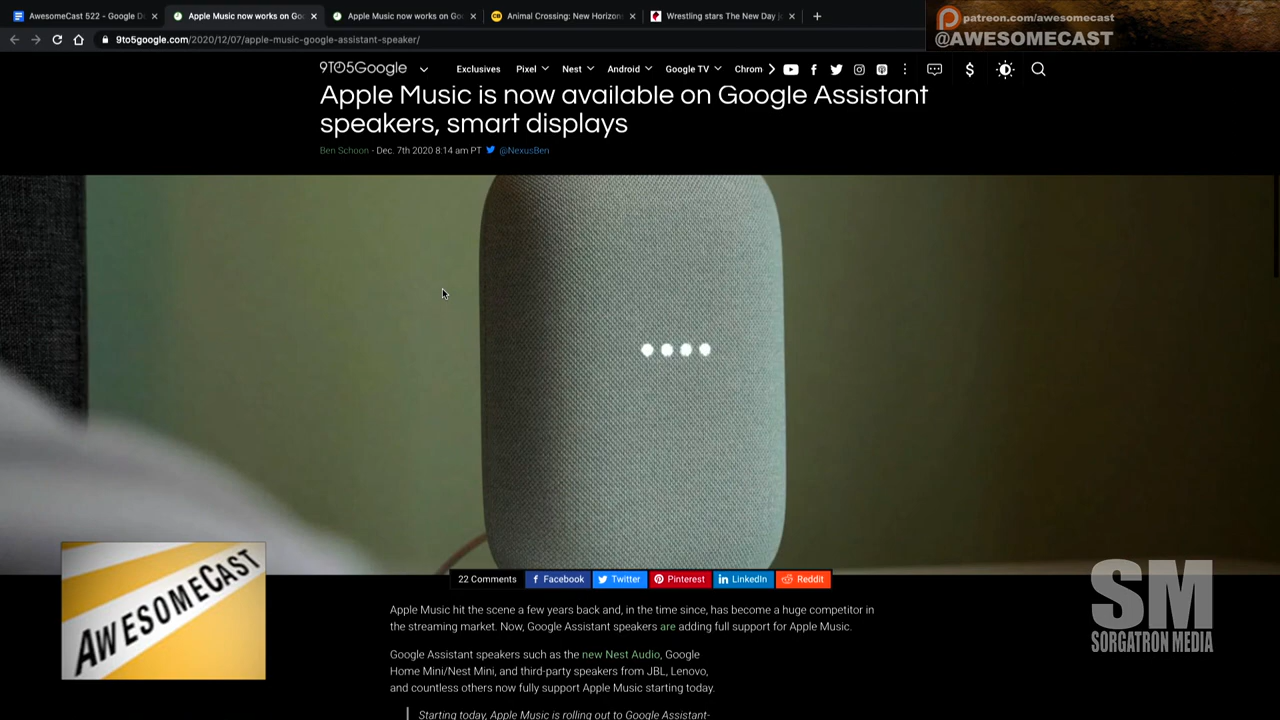 AwesomeCast 522 - Google D
Apple Music now works on Go
Apple Music now works on Go
Animal Crossing: New Horizon
Wrestling stars The New Day j
patreon.com/awesomecast
@AWESOMECAST
9to5google.com/2020/12/07/apple-music-google-assistant-speaker/
9TO5Google
Exclusives Pixel Nest Android Google TV Chrom
Apple Music is now available on Google Assistant
speakers, smart displays
Ben Schoon - Dec. 7th 2020 8:14 am PT @NexusBen
22 Comments Facebook Twitter Pinterest LinkedIn Reddit
AWESOMECAST
SM
SORGATRON MEDIA
Apple Music hit the scene a few years back and, in the time since, has become a huge competitor in
the streaming market. Now, Google Assistant speakers are adding full support for Apple Music.
Google Assistant speakers such as the new Nest Audio, Google
Home Mini/Nest Mini, and third-party speakers from JBL, Lenovo,
and countless others now fully support Apple Music starting today.
Starting today, Apple Music is rolling out to Google Assistant-